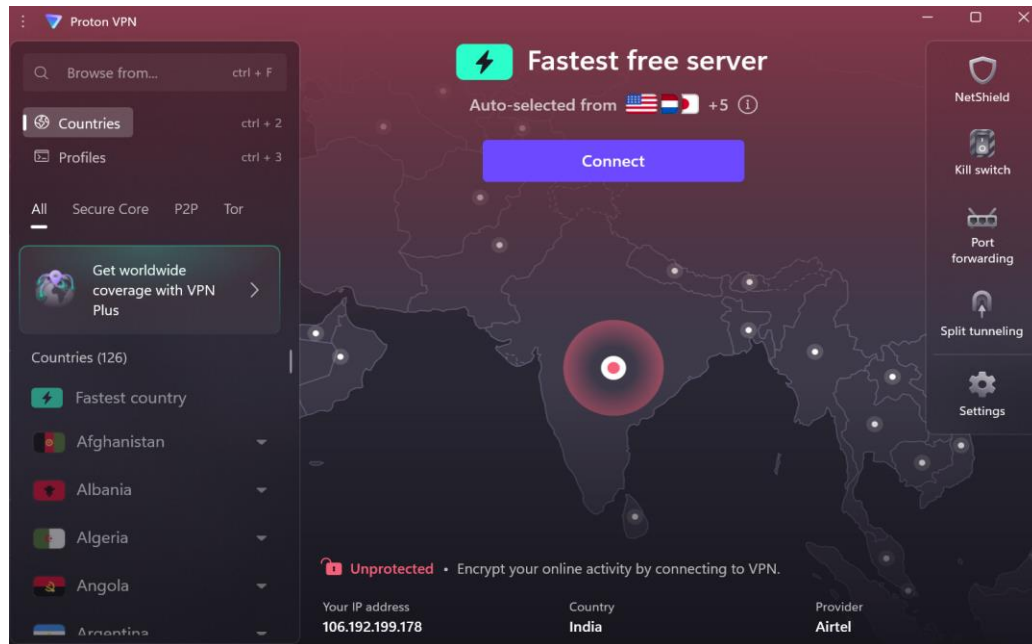 Proton VPN
Browse from... ctrl + F
Countries ctrl + 2
Profiles ctrl + 3
All Secure Core P2P Tor
Get worldwide
coverage with VPN
Plus
Countries (126)
Fastest country
Afghanistan
Albania
Algeria
Angola
Argentina
Fastest free server
Auto-selected from +5
Connect
Unprotected • Encrypt your online activity by connecting to VPN.
Your IP address
106.192.199.178
Country
India
Provider
Airtel
NetShield
Kill switch
Port
forwarding
Split tunneling
Settings